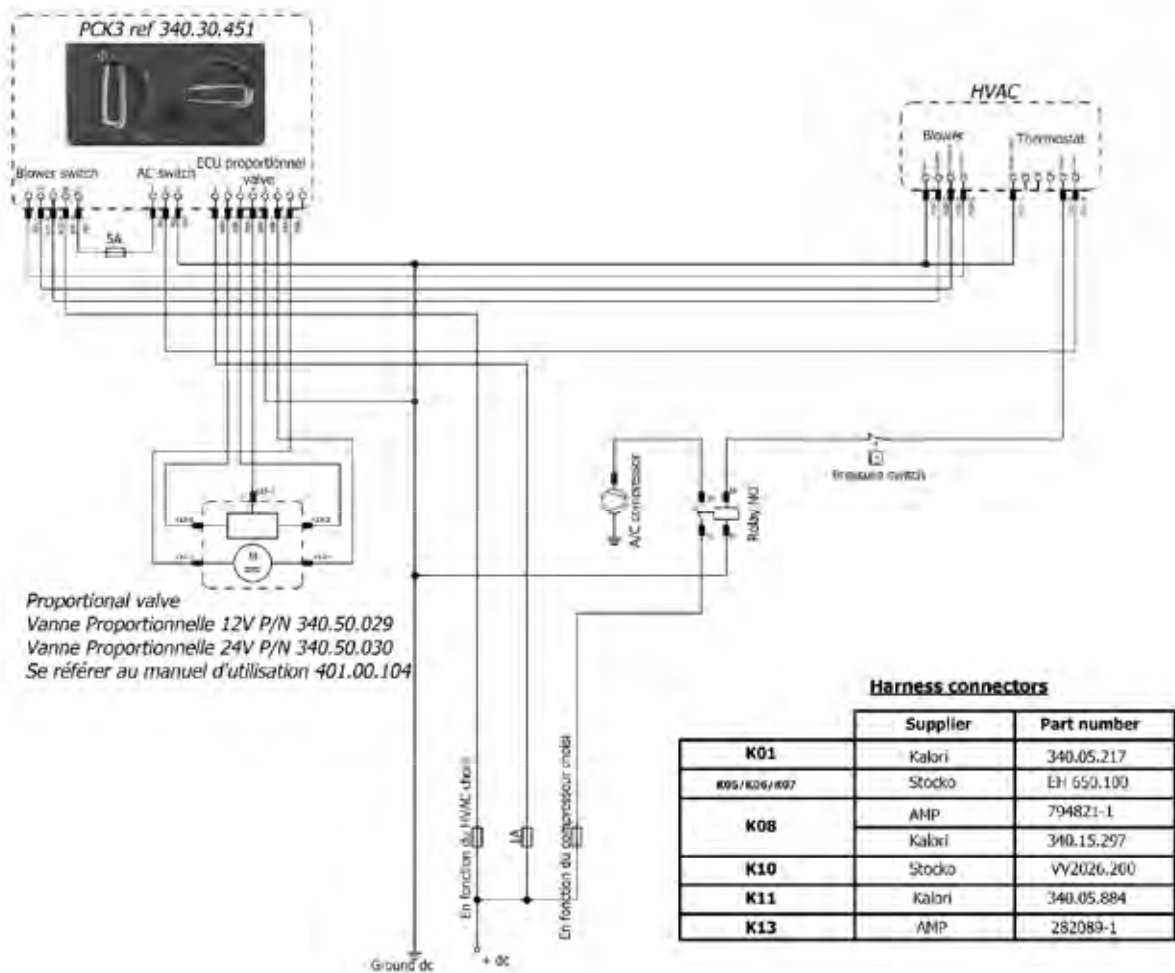 PCK3 ref 340.30.451
Blower switch
AC switch
ECU proportionnel
valve
5A
HVAC
Blower
Thermostat
Pressure switch
A/C compressor
Relay NO
M
Proportional valve
Vanne Proportionnelle 12V P/N 340.50.029
Vanne Proportionnelle 24V P/N 340.50.030
Se référer au manuel d'utilisation 401.00.104
En fonction du HVAC choisi
1A
En fonction du compresseur choisi
Ground dc
+ dc
Harness connectors
Supplier Part number
K01 Kalori 340.05.217
K05/K06/K07 Stocko EH 650.100
K08 AMP 794821-1
Kalori 340.15.297
K10 Stocko VV2026.200
K11 Kalori 340.05.884
K13 AMP 282089-1